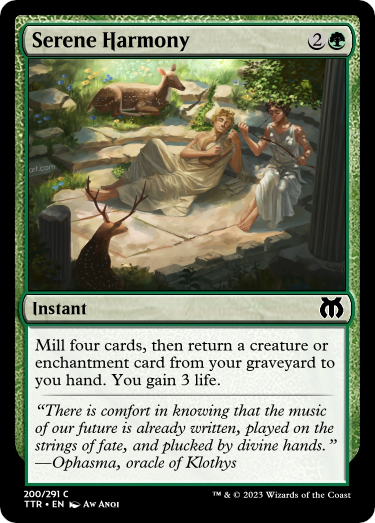 Serene Harmony 2
art.com
Instant
Mill four cards, then return a creature or
enchantment card from your graveyard to
you hand. You gain 3 life.
“There is comfort in knowing that the music
of our future is already written, played on the
strings of fate, and plucked by divine hands.”
—Ophasma, oracle of Klothys
200/291 C
TTR • EN Aw Anoi
™ & © 2023 Wizards of the Coast